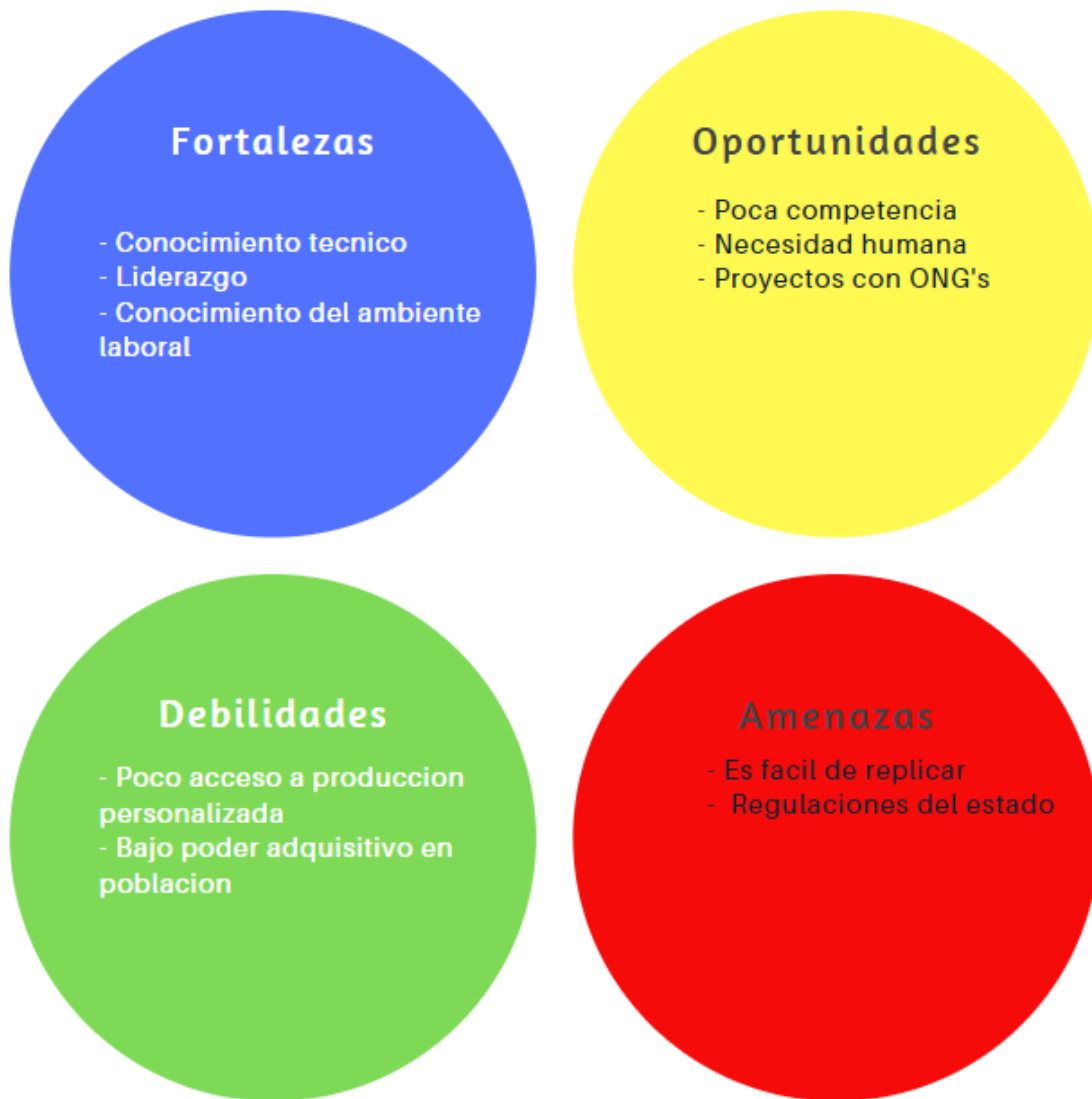 Fortalezas
- Conocimiento tecnico
- Liderazgo
- Conocimiento del ambiente
laboral
Oportunidades
- Poca competencia
- Necesidad humana
- Proyectos con ONG's
Debilidades
- Poco acceso a produccion
personalizada
- Bajo poder adquisitivo en
poblacion
Amenazas
- Es facil de replicar
- Regulaciones del estado